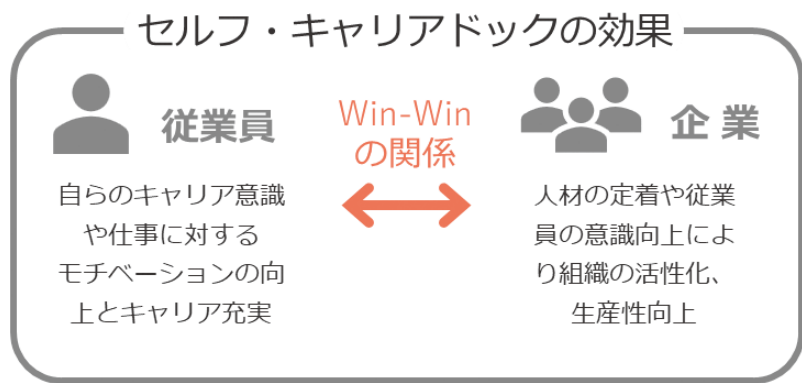 セルフ・キャリアドックの効果
従業員
自らのキャリア意識
や仕事に対する
モチベーションの向
上とキャリア充実
Win-Win
の関係
企業
人材の定着や従業
員の意識向上によ
り組織の活性化、
生産性向上